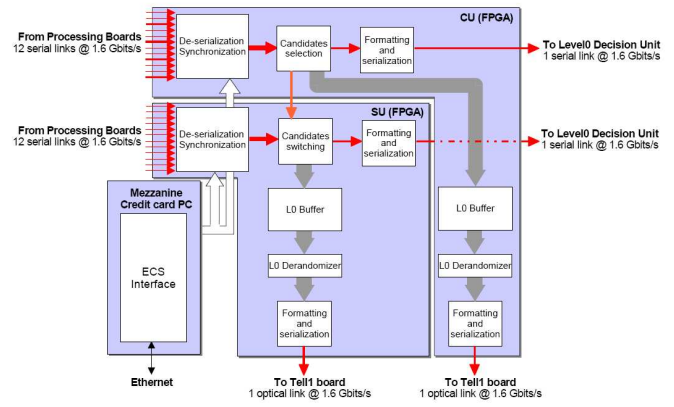 CU (FPGA)
From Processing Boards
12 serial links @ 1.6 Gbits/s
De-serialization
Synchronization
Candidates
selection
Formatting
and
serialization
To Level0 Decision Unit
1 serial link @ 1.6 Gbits/s
SU (FPGA)
From Processing Boards
12 serial links @ 1.6 Gbits/s
De-serialization
Synchronization
Candidates
switching
Formatting
and
serialization
To Level0 Decision Unit
1 serial link @ 1.6 Gbits/s
Mezzanine
Credit card PC
ECS
Interface
L0 Buffer
L0 Buffer
L0 Derandomizer
L0 Derandomizer
Formatting
and
serialization
Formatting
and
serialization
Ethernet
To Tell1 board
1 optical link @ 1.6 Gbits/s
To Tell1 board
1 optical link @ 1.6 Gbits/s